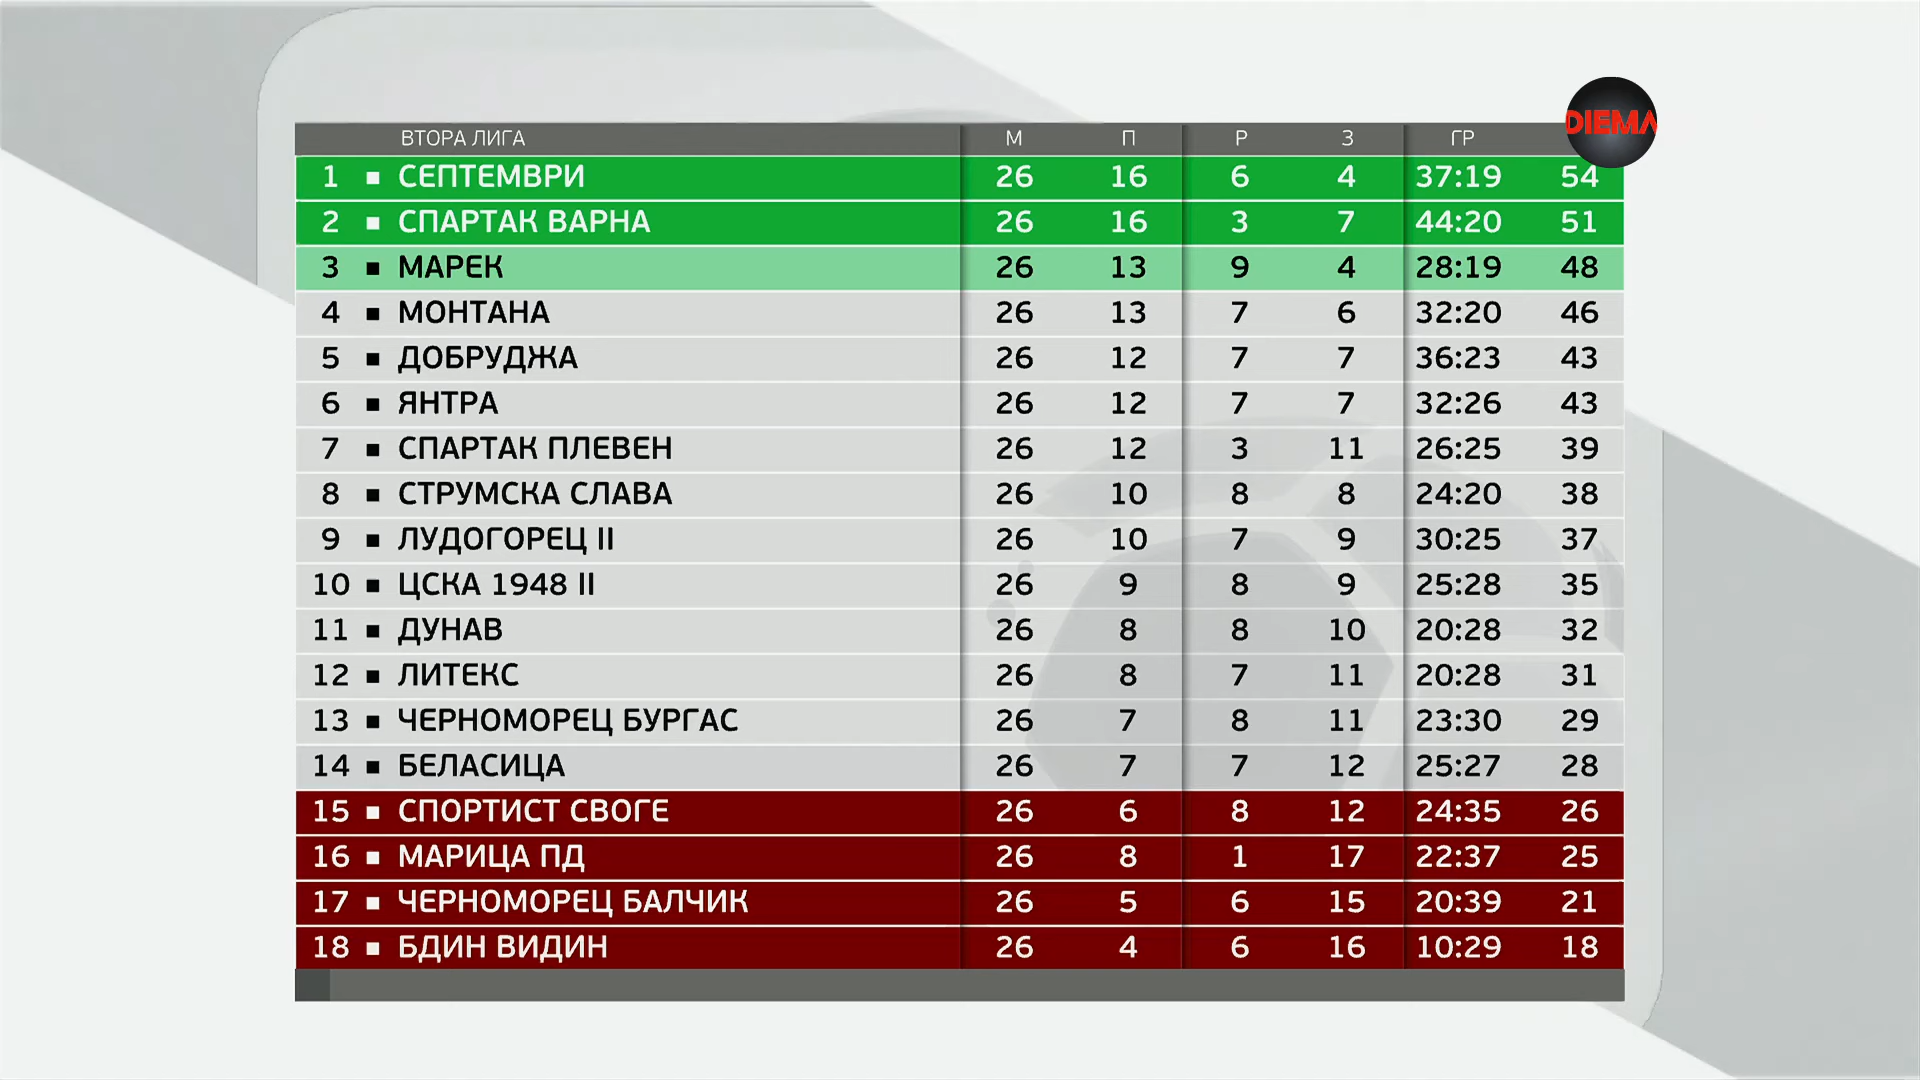 DIEMA
ВТОРА ЛИГА М П Р З ГР
1 СЕПТЕМВРИ 26 16 6 4 37:19 54
2 СПАРТАК ВАРНА 26 16 3 7 44:20 51
3 МАРЕК 26 13 9 4 28:19 48
4 МОНТАНА 26 13 7 6 32:20 46
5 ДОБРУДЖА 26 12 7 7 36:23 43
6 ЯНТРА 26 12 7 7 32:26 43
7 СПАРТАК ПЛЕВЕН 26 12 3 11 26:25 39
8 СТРУМСКА СЛАВА 26 10 8 8 24:20 38
9 ЛУДОГОРЕЦ II 26 10 7 9 30:25 37
10 ЦСКА 1948 II 26 9 8 9 25:28 35
11 ДУНАВ 26 8 8 10 20:28 32
12 ЛИТЕКС 26 8 7 11 20:28 31
13 ЧЕРНОМОРЕЦ БУРГАС 26 7 8 11 23:30 29
14 БЕЛАСИЦА 26 7 7 12 25:27 28
15 СПОРТИСТ СВОГЕ 26 6 8 12 24:35 26
16 МАРИЦА ПД 26 8 1 17 22:37 25
17 ЧЕРНОМОРЕЦ БАЛЧИК 26 5 6 15 20:39 21
18 БДИН ВИДИН 26 4 6 16 10:29 18